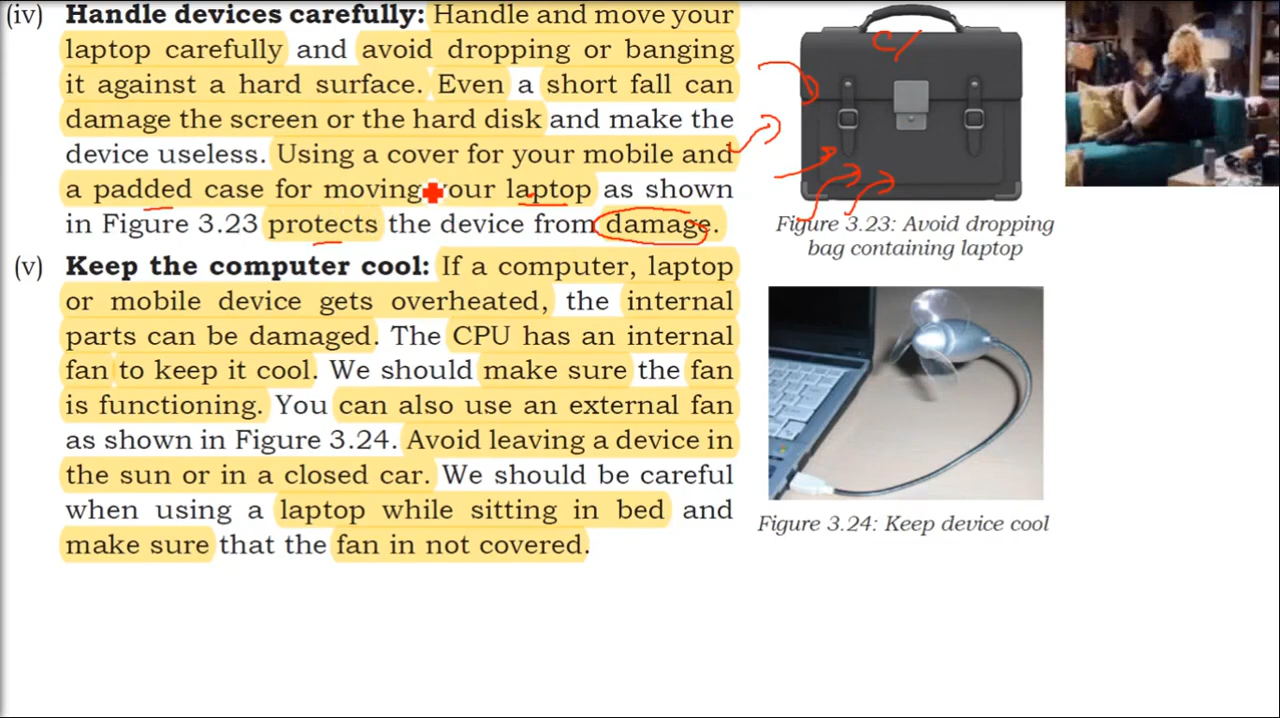 (iv) Handle devices carefully: Handle and move your
laptop carefully and avoid dropping or banging
it against a hard surface. Even a short fall can
damage the screen or the hard disk and make the
device useless. Using a cover for your mobile and
a padded case for moving your laptop as shown
in Figure 3.23 protects the device from damage.
Figure 3.23: Avoid dropping
bag containing laptop
(v) Keep the computer cool: If a computer, laptop
or mobile device gets overheated, the internal
parts can be damaged. The CPU has an internal
fan to keep it cool. We should make sure the fan
is functioning. You can also use an external fan
as shown in Figure 3.24. Avoid leaving a device in
the sun or in a closed car. We should be careful
when using a laptop while sitting in bed and
make sure that the fan in not covered.
Figure 3.24: Keep device cool